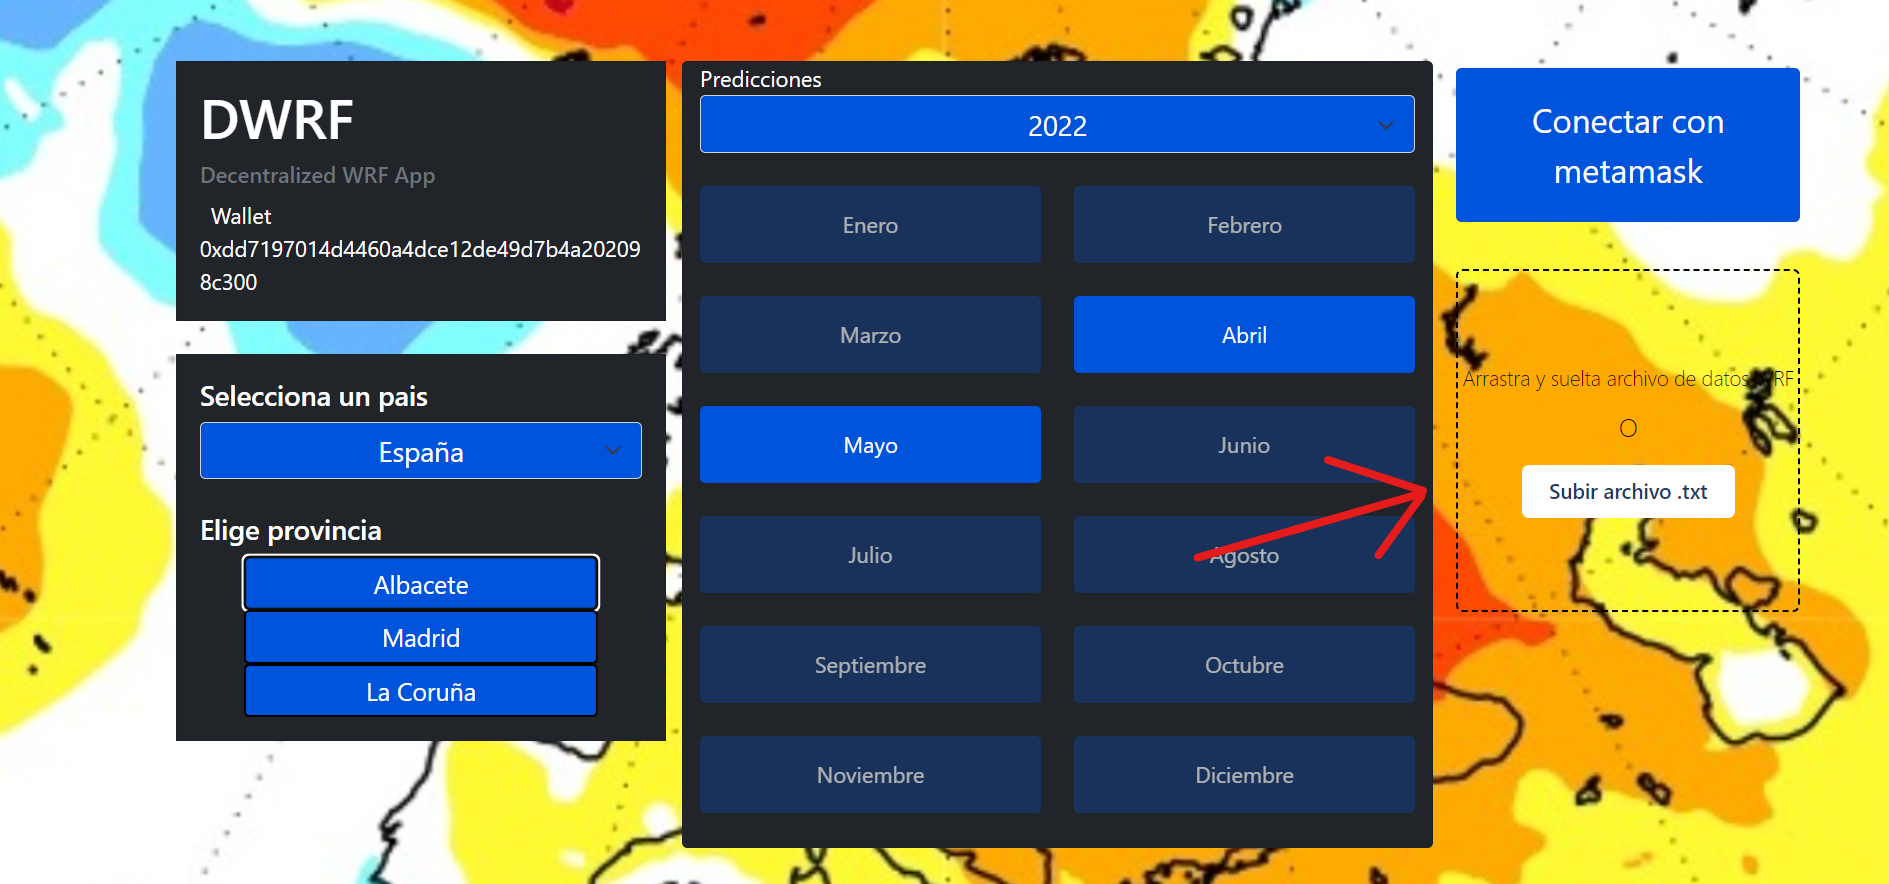 DWRF
Decentralized WRF App
Wallet
0xdd7197014d4460a4dce12de49d7b4a20209
8c300
Selecciona un pais
España
Elige provincia
Albacete
Madrid
La Coruña
Predicciones
2022
Enero
Febrero
Marzo
Abril
Mayo
Junio
Julio
Agosto
Septiembre
Octubre
Noviembre
Diciembre
Conectar con
metamask
Arrastra y suelta archivo de datos WRF
O
Subir archivo .txt